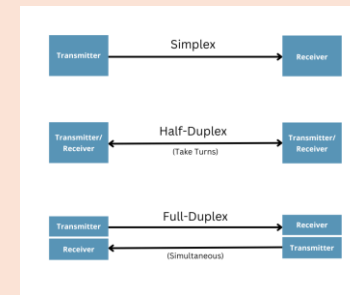 Simplex
Transmitter
Receiver
Half-Duplex
Transmitter/
Receiver
(Take Turns)
Transmitter/
Receiver
Full-Duplex
Transmitter
Receiver
Receiver
Transmitter
(Simultaneous)